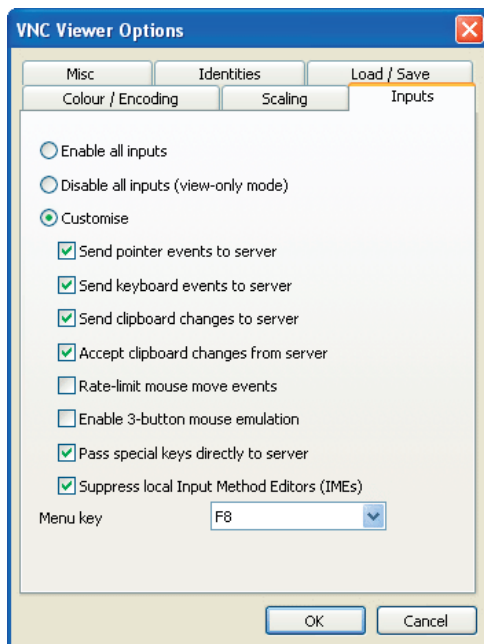 VNC Viewer Options
Misc Identities Load / Save
Colour / Encoding Scaling Inputs
Enable all inputs
Disable all inputs (view-only mode)
Customise
Send pointer events to server
Send keyboard events to server
Send clipboard changes to server
Accept clipboard changes from server
Rate-limit mouse move events
Enable 3-button mouse emulation
Pass special keys directly to server
Suppress local Input Method Editors (IMEs)
Menu key F8
OK Cancel